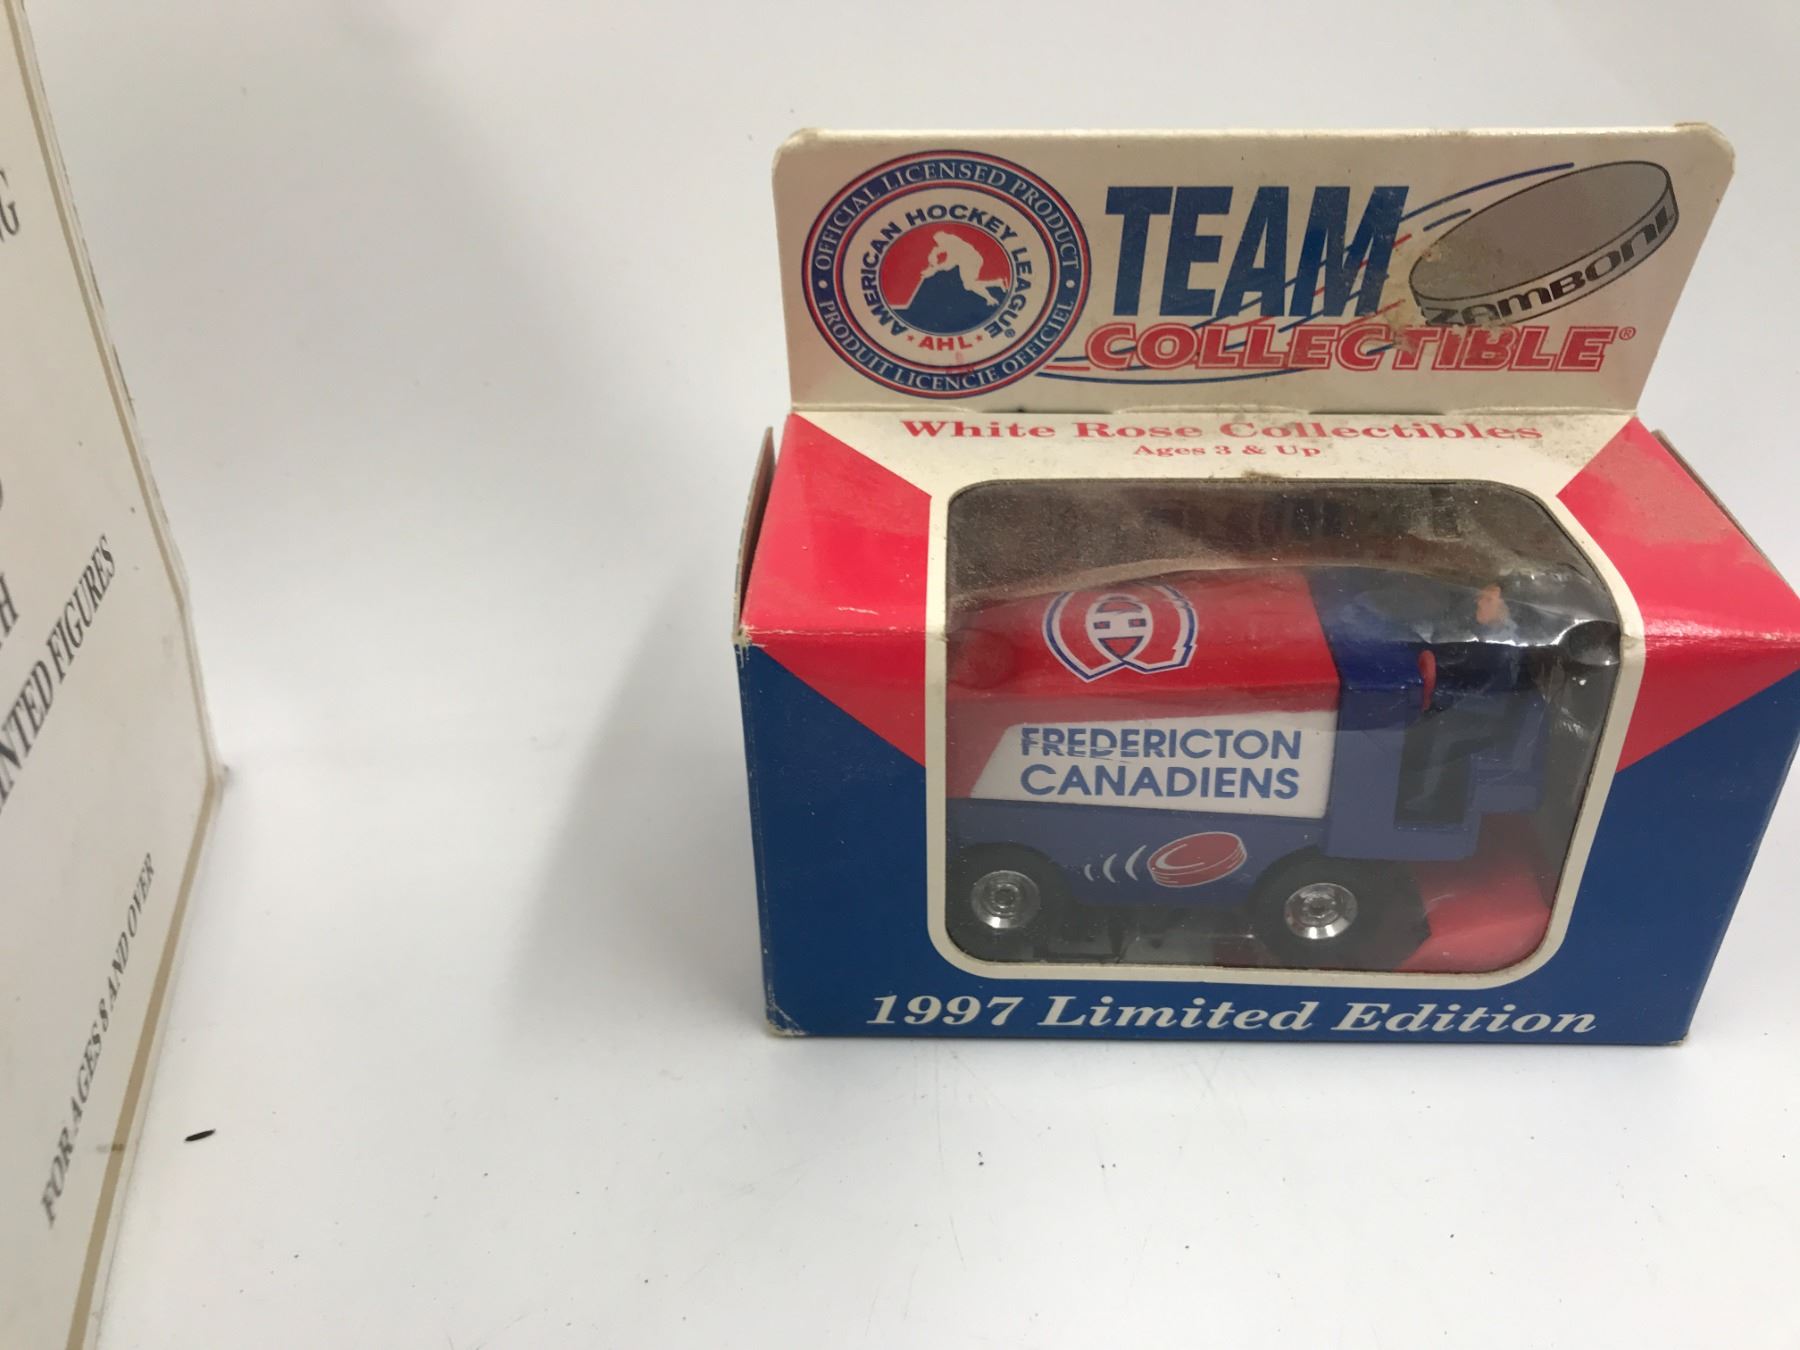 NG
H
NTED FIGURES
FOR AGES 8 AND OVER
OFFICIAL LICENSED PRODUCT
AMERICAN HOCKEY LEAGUE®
AHL
PRODUIT LICENCIE OFFICIEL
TEAM
ZAMBONI
COLLECTIBLE®
White Rose Collectibles
Ages 3 & Up
FREDERICTON
CANADIENS
1997 Limited Edition